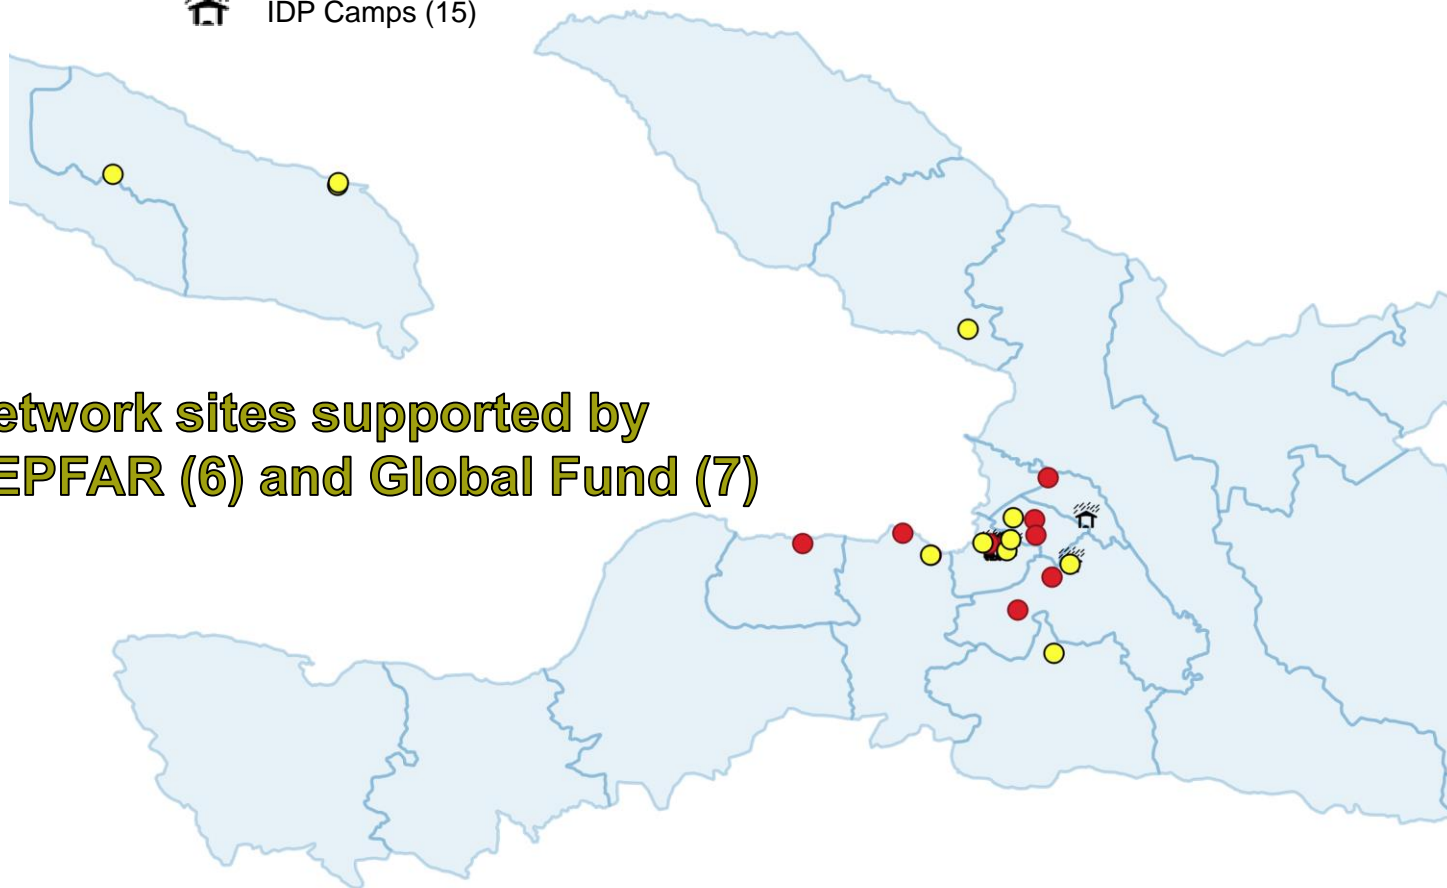 IDP Camps (15)
etwork sites supported by
EPFAR (6) and Global Fund (7)